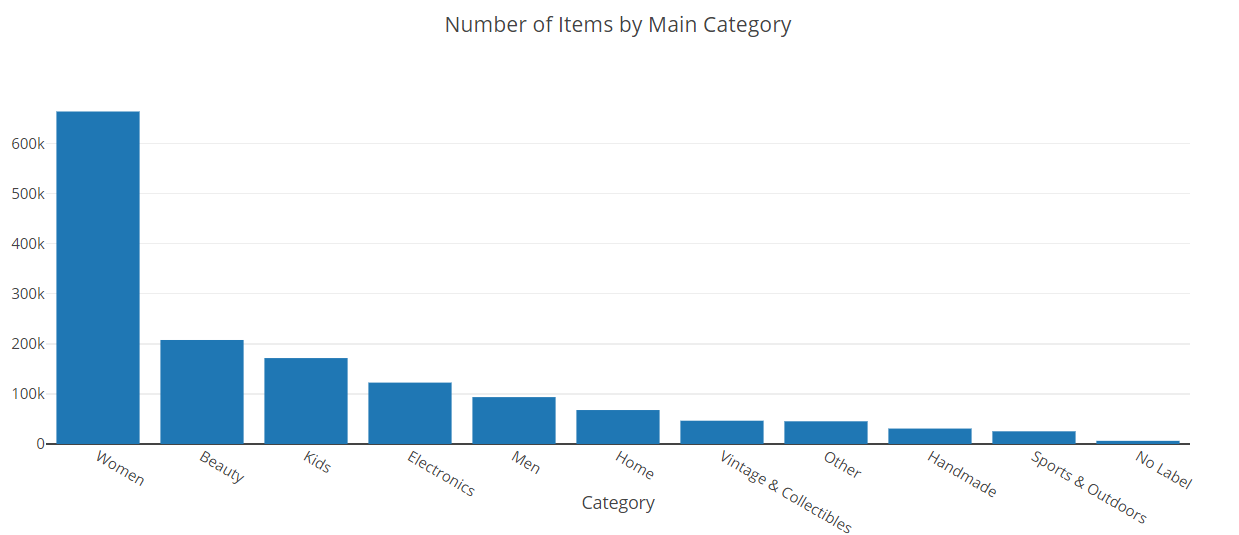 Number of Items by Main Category
600k
500k
400k
300k
200k
100k
0
Women
Beauty
Kids
Electronics
Men
Home
Vintage & Collectibles
Other
Handmade
Sports & Outdoors
No Label
Category